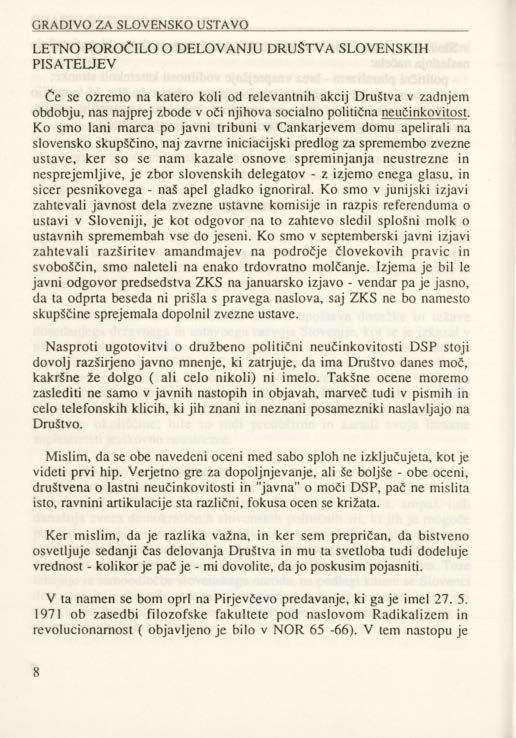 GRADIVO ZA SLOVENSKO USTAVO
LETNO POROČILO O DELOVANJU DRUŠTVA SLOVENSKIH
PISATELJEV
Če se ozremo na katero koli od relevantnih akcij Društva v zadnjem
obdobju, nas najprej zbode v oči njihova socialno politična neučinkovitost.
Ko smo lani marca po javni tribuni v Cankarjevem domu apelirali na
slovensko skupščino, naj zavrne iniciacijski predlog za spremembo zvezne
ustave, ker so se nam kazale osnove spreminjanja neustrezne in
nesprejemljive, je zbor slovenskih delegatov - z izjemo enega glasu, in
sicer pesnikovega - naš apel gladko ignoriral. Ko smo v junijski izjavi
zahtevali javnost dela zvezne ustavne komisije in razpis referenduma o
ustavi v Sloveniji, je kot odgovor na to zahtevo sledil splošni molk o
ustavnih spremembah vse do jeseni. Ko smo v septemberski javni izjavi
zahtevali razširitev amandmajev na področje človekovih pravic in
svoboščin, smo naleteli na enako trdovratno molčanje. Izjema je bil le
javni odgovor predsedstva ZKS na januarsko izjavo - vendar pa je jasno,
da ta odprta beseda ni prišla s pravega naslova, saj ZKS ne bo namesto
skupščine sprejemala dopolnil zvezne ustave.
Nasproti ugotovitvi o družbeno politični neučinkovitosti DSP stoji
dovolj razširjeno javno mnenje, ki zatrjuje, da ima Društvo danes moč,
kakršne že dolgo ( ali celo nikoli) ni imelo. Takšne ocene moremo
zaslediti ne samo v javnih nastopih in objavah, marveč tudi v pismih in
celo telefonskih klicih, ki jih znani in neznani posamezniki naslavljajo na
Društvo.
Mislim, da se obe navedeni oceni med sabo sploh ne izključujeta, kot je
videti prvi hip. Verjetno gre za dopoljnjevanje, ali še boljše - obe oceni,
društvena o lastni neučinkovitosti in "javna" o moči DSP, pač ne mislita
isto, ravnini artikulacije sta različni, fokusa ocen se križata.
Ker mislim, da je razlika važna, in ker sem prepričan, da bistveno
osvetljuje sedanji čas delovanja Društva in mu ta svetloba tudi dodeluje
vrednost - kolikor je pač je - mi dovolite, da jo poskusim pojasniti.
V ta namen se bom oprl na Pirjevčevo predavanje, ki ga je imel 27. 5.
1971 ob zasedbi filozofske fakultete pod naslovom Radikalizem in
revolucionarnost ( objavljeno je bilo v NOR 65 -66). V tem nastopu je
8